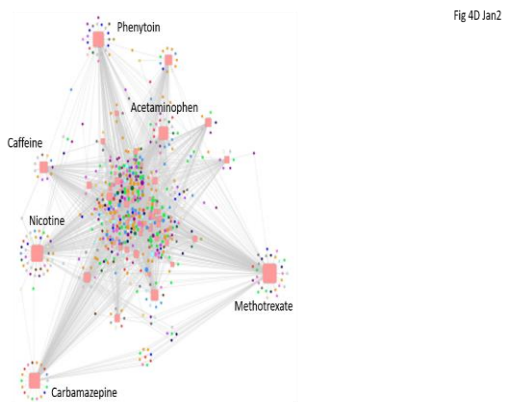 Fig 4D Jan2
Phenytoin
Acetaminophen
Caffeine
Nicotine
Methotrexate
Carbamazepine